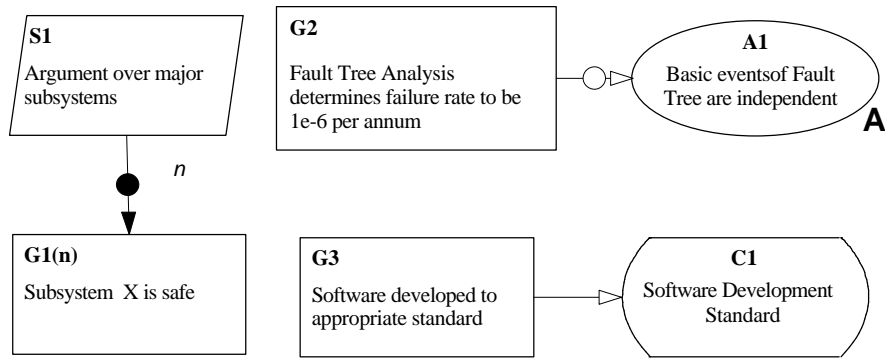 S1
Argument over major
subsystems
n
G1(n)
Subsystem X is safe
G2
Fault Tree Analysis
determines failure rate to be
1e-6 per annum
A1
Basic eventsof Fault
Tree are independent
A
G3
Software developed to
appropriate standard
C1
Software Development
Standard